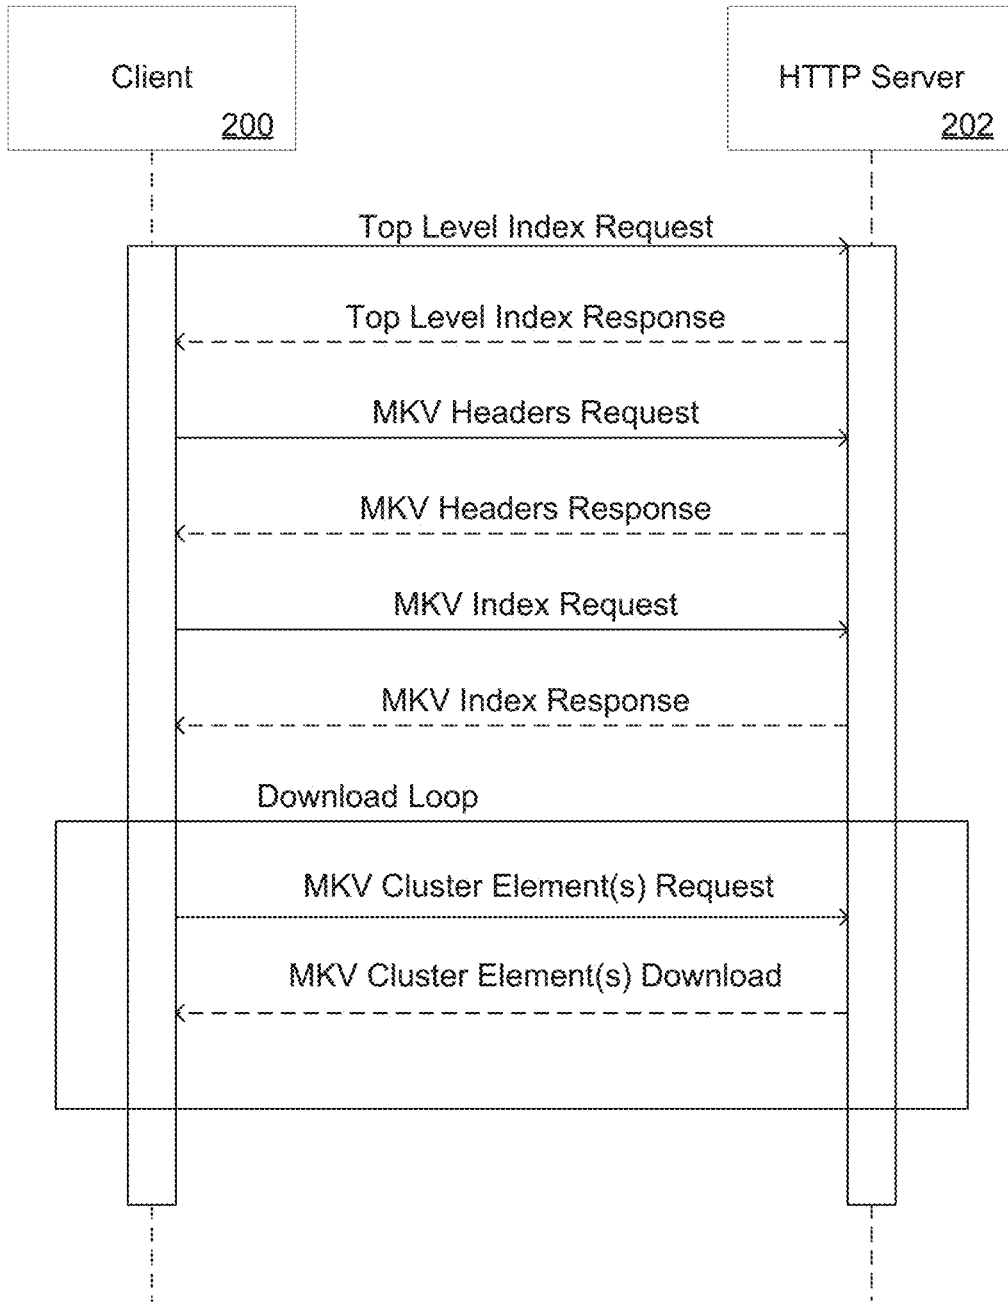 Client
200
HTTP Server
202
Top Level Index Request
Top Level Index Response
MKV Headers Request
MKV Headers Response
MKV Index Request
MKV Index Response
Download Loop
MKV Cluster Element(s) Request
MKV Cluster Element(s) Download